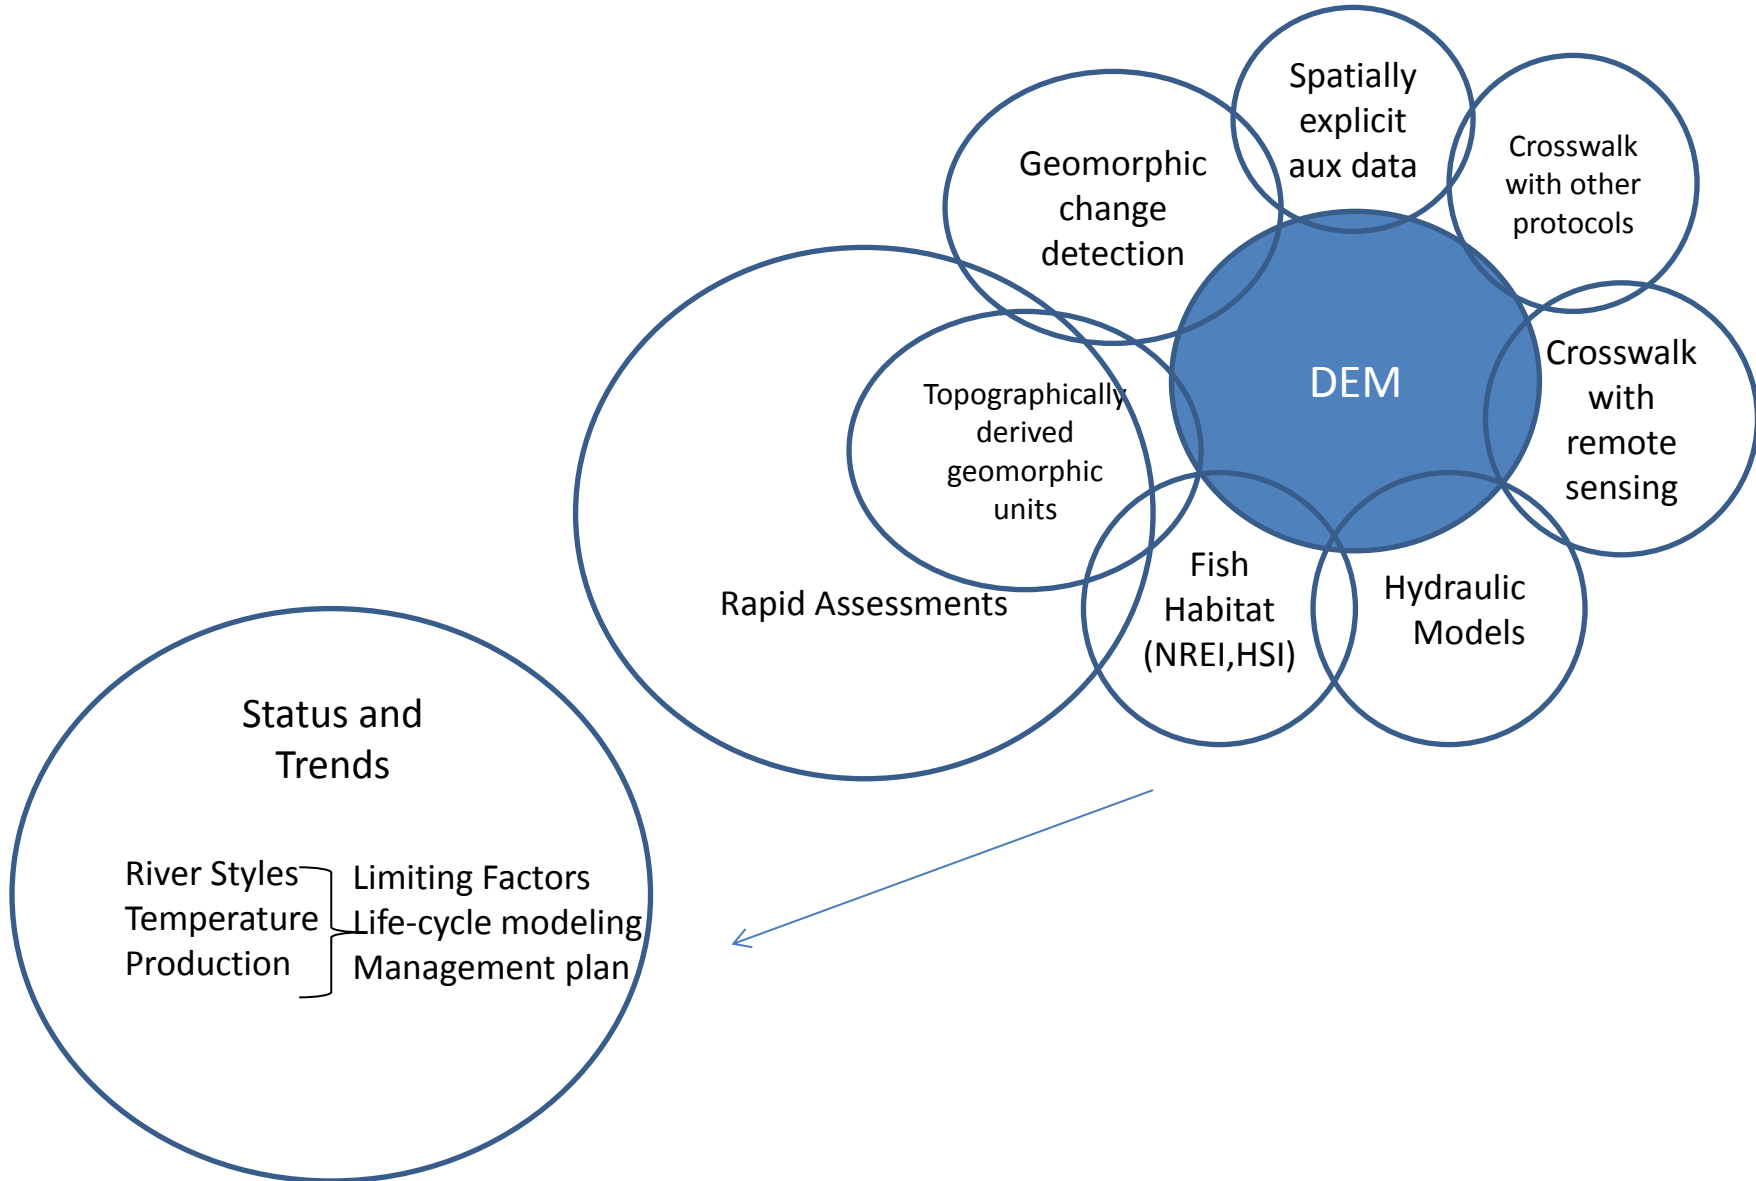 Spatially
explicit
aux data
Geomorphic
change
detection
Crosswalk
with other
protocols
DEM
Crosswalk
with
remote
sensing
Topographically
derived
geomorphic
units
Rapid Assessments
Fish
Habitat
(NREI,HSI)
Hydraulic
Models
Status and
Trends
River Styles
Temperature
Production
Limiting Factors
Life-cycle modeling
Management plan